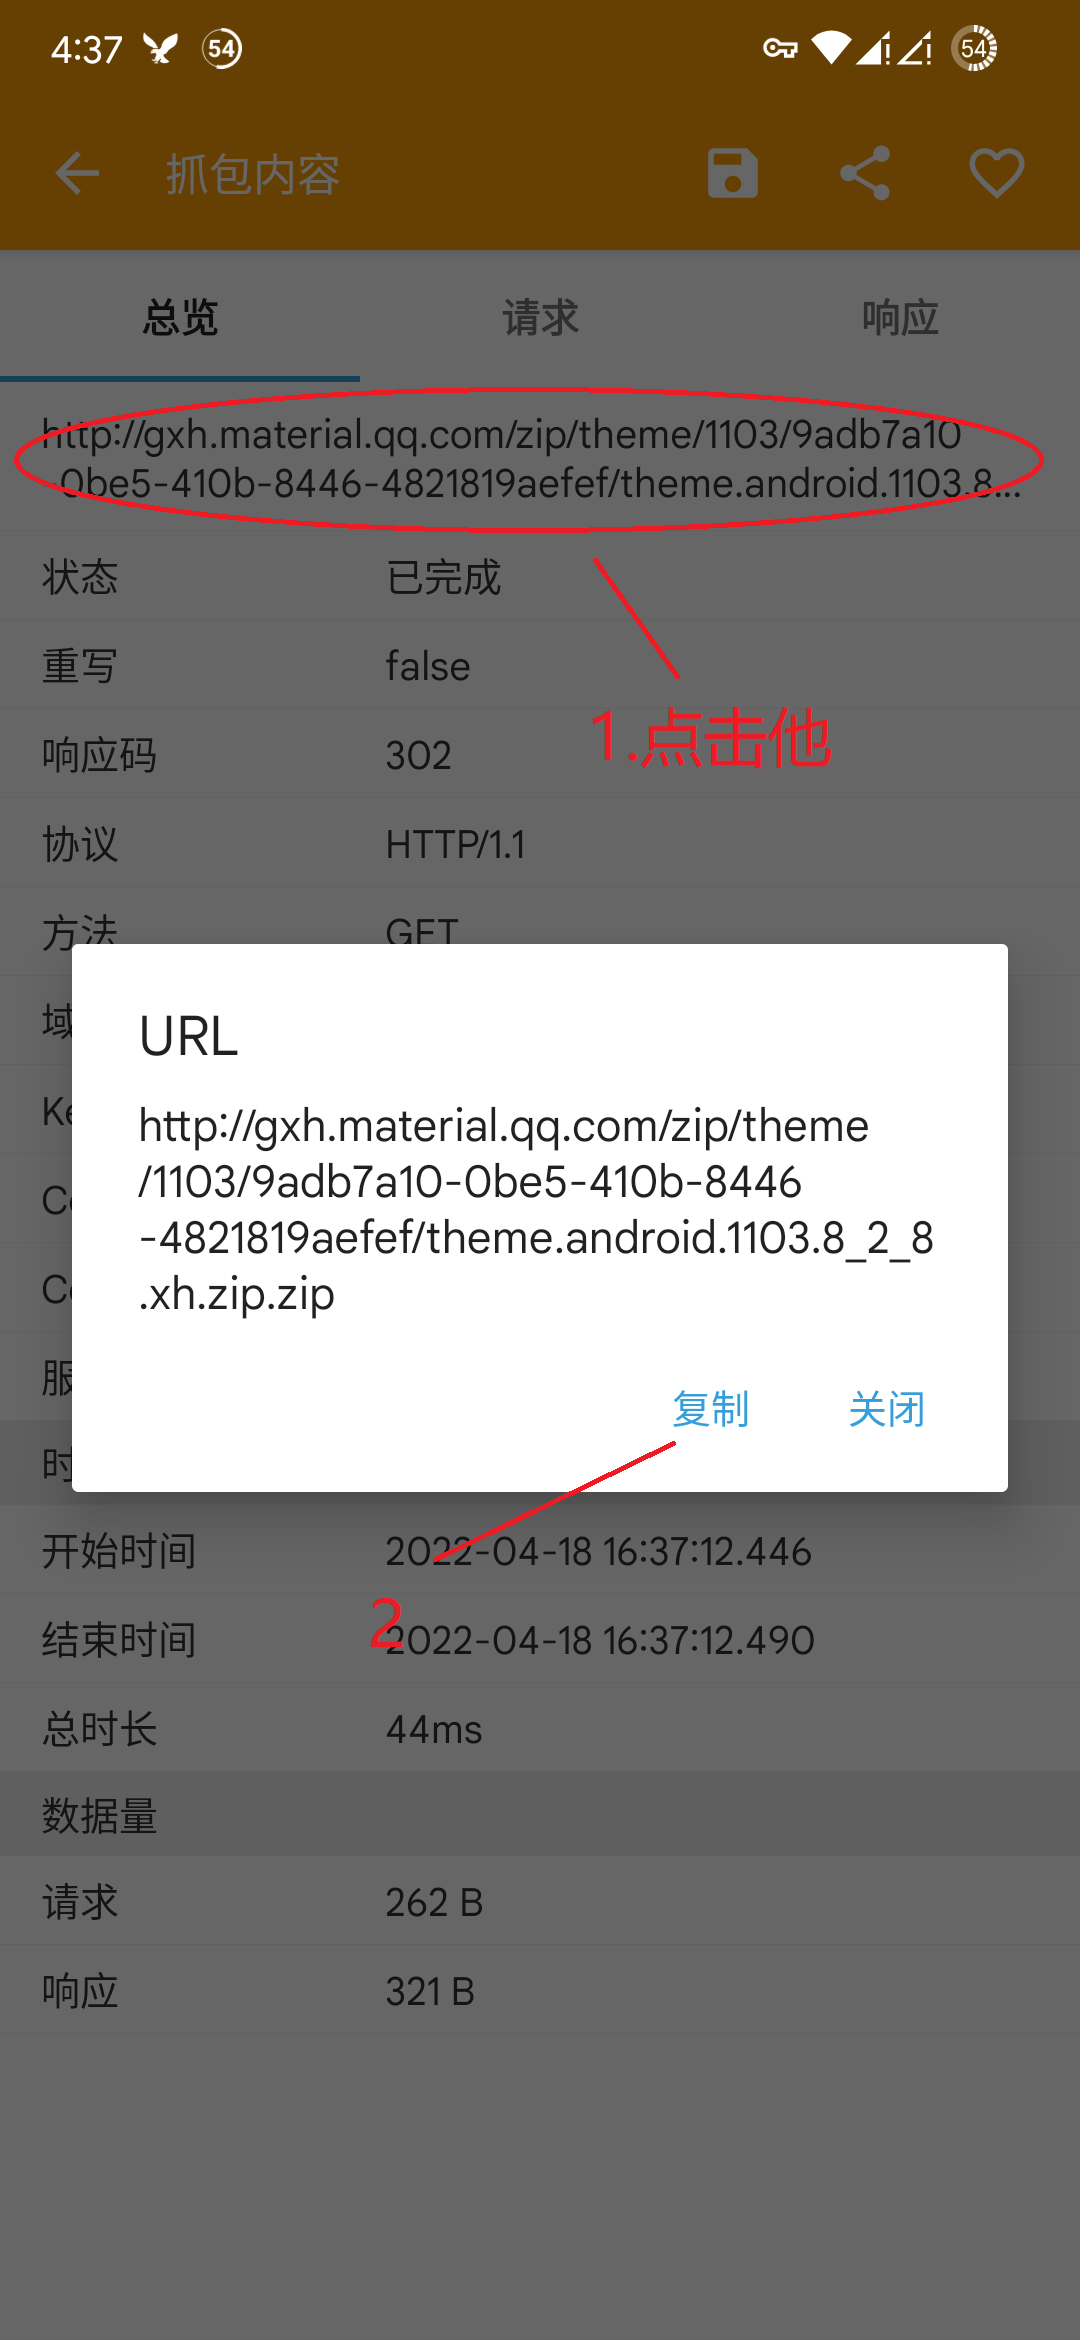 4:37 54 54
抓包内容
总览 请求 响应
http://gxh.material.qq.com/zip/theme/1103/9adb7a10
-0be5-410b-8446-4821819aefef/theme.android.1103.8...
状态 已完成
重写 false
1.点击他
响应码 302
协议 HTTP/1.1
方法 GET
域
URL
http://gxh.material.qq.com/zip/theme
Ke
/1103/9adb7a10-0be5-410b-8446
Co
-4821819aefef/theme.android.1103.8_2_8
.xh.zip.zip
Co
服
复制 关闭
时
开始时间 2022-04-18 16:37:12.446
2
结束时间 2022-04-18 16:37:12.490
总时长 44ms
数据量
请求 262 B
响应 321 B